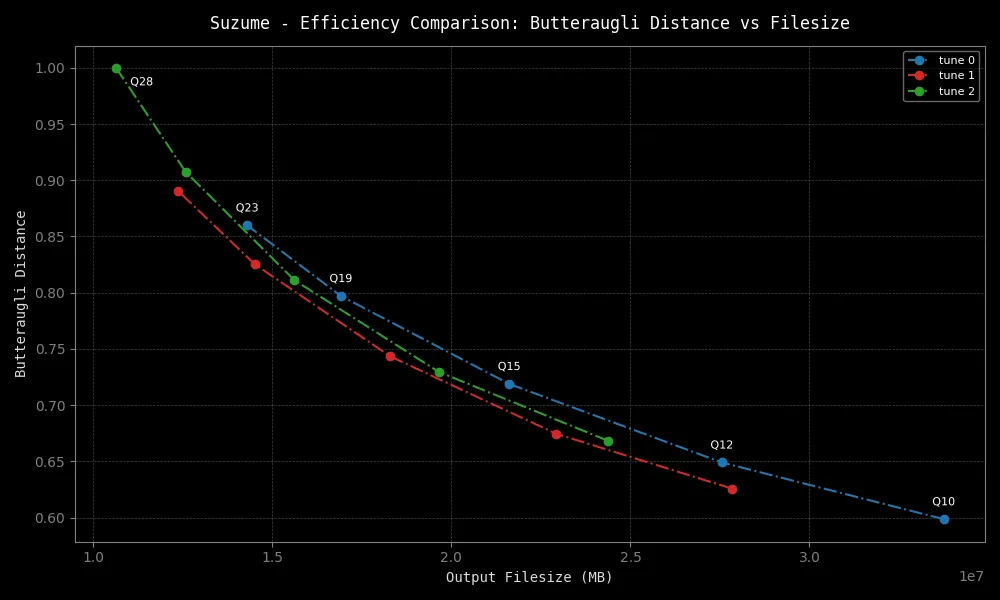 Suzume - Efficiency Comparison: Butteraugli Distance vs Filesize
tune 0
tune 1
tune 2
1.00
0.95
0.90
0.85
0.80
0.75
0.70
0.65
0.60
Butteraugli Distance
Q28
Q23
Q19
Q15
Q12
Q10
1.0
1.5
2.0
2.5
3.0
1e7
Output Filesize (MB)